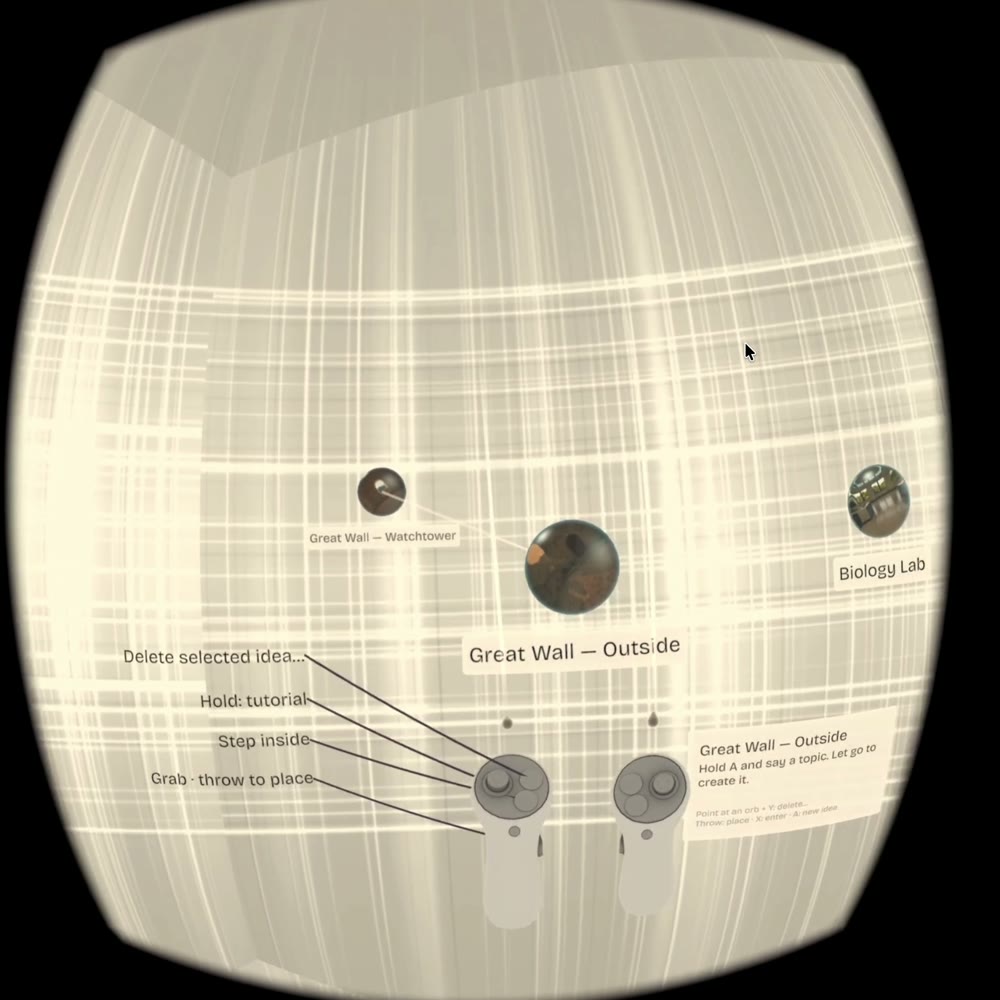 Great Wall — Watchtower
Biology Lab
Great Wall — Outside
Delete selected idea...
Hold: tutorial
Step inside
Grab · throw to place
Great Wall — Outside
Hold A and say a topic. Let go to
create it.
Point at an orb • Y: delete..
Throw: place · X: enter · A: new idea